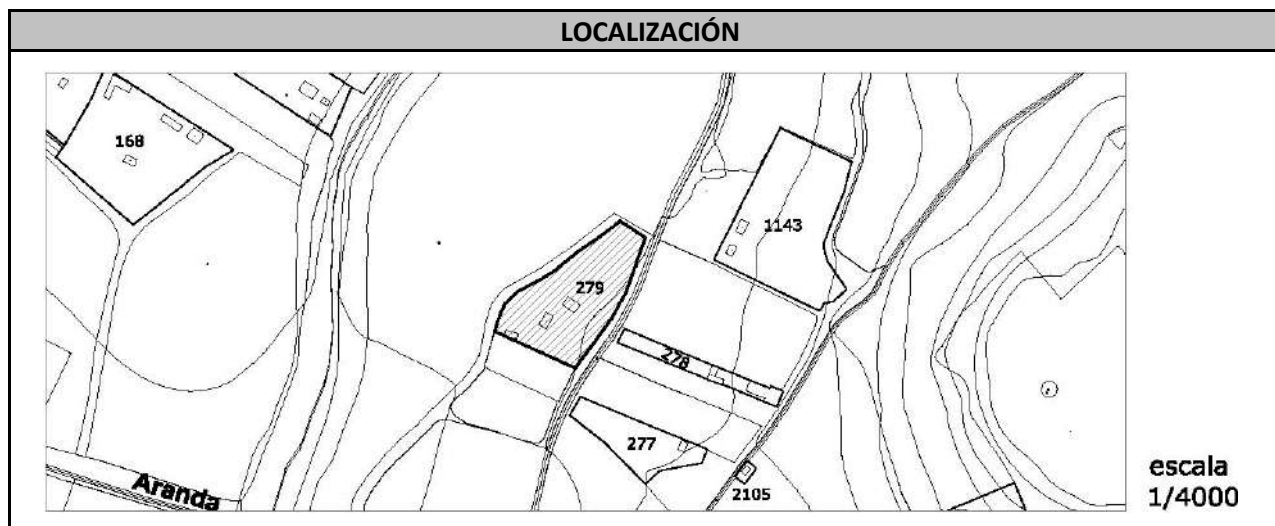 LOCALIZACIÓN
168
1143
279
278
277
2105
Aranda
escala
1/4000